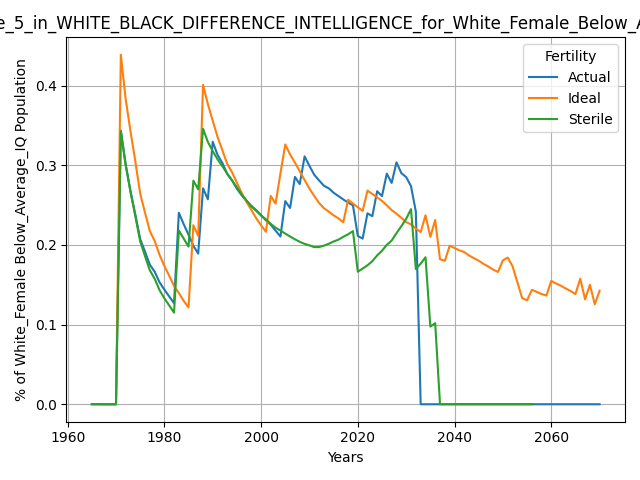 e_5_in_WHITE_BLACK_DIFFERENCE_INTELLIGENCE_for_White_Female_Below_A
% of White_Female Below_Average_IQ Population
0.4
0.3
0.2
0.1
0.0
Fertility
Actual
Ideal
Sterile
1960
1980
2000
2020
2040
2060
Years